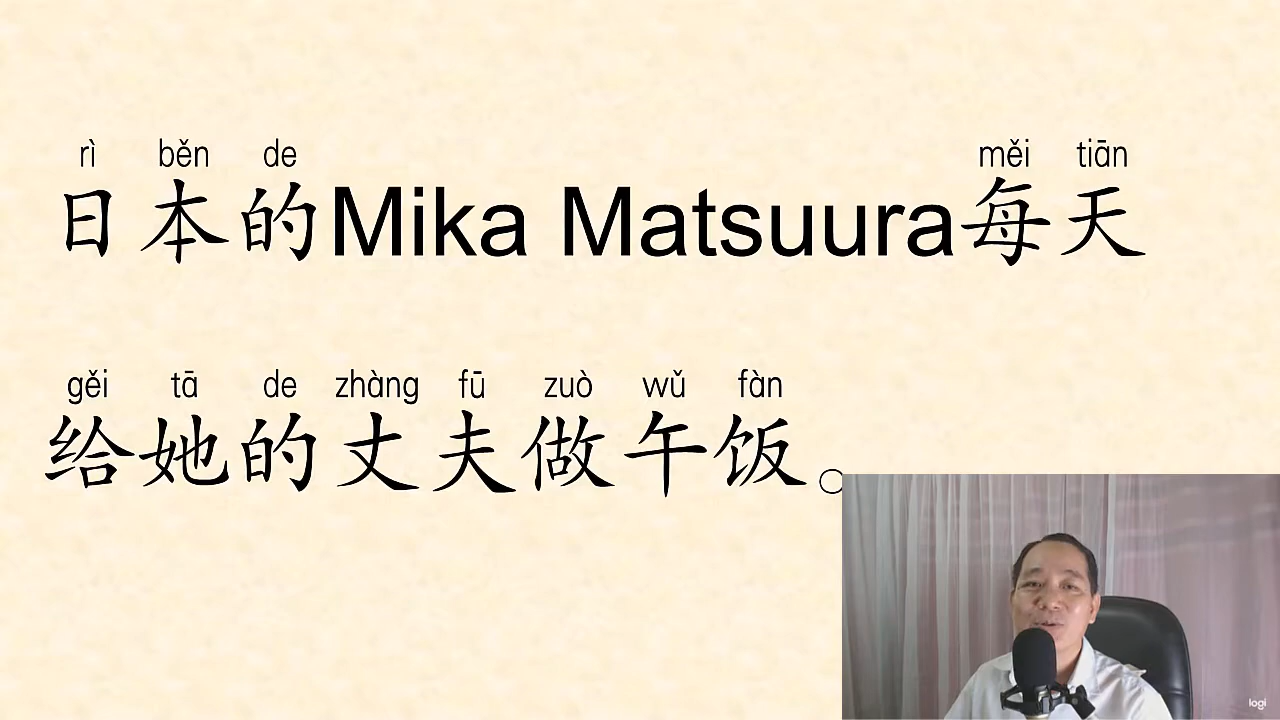 rì běn de měi tiān
日本的Mika Matsuura每天
gěi tā de zhàng fū zuò wǔ fàn
给她的丈夫做午饭。
logi